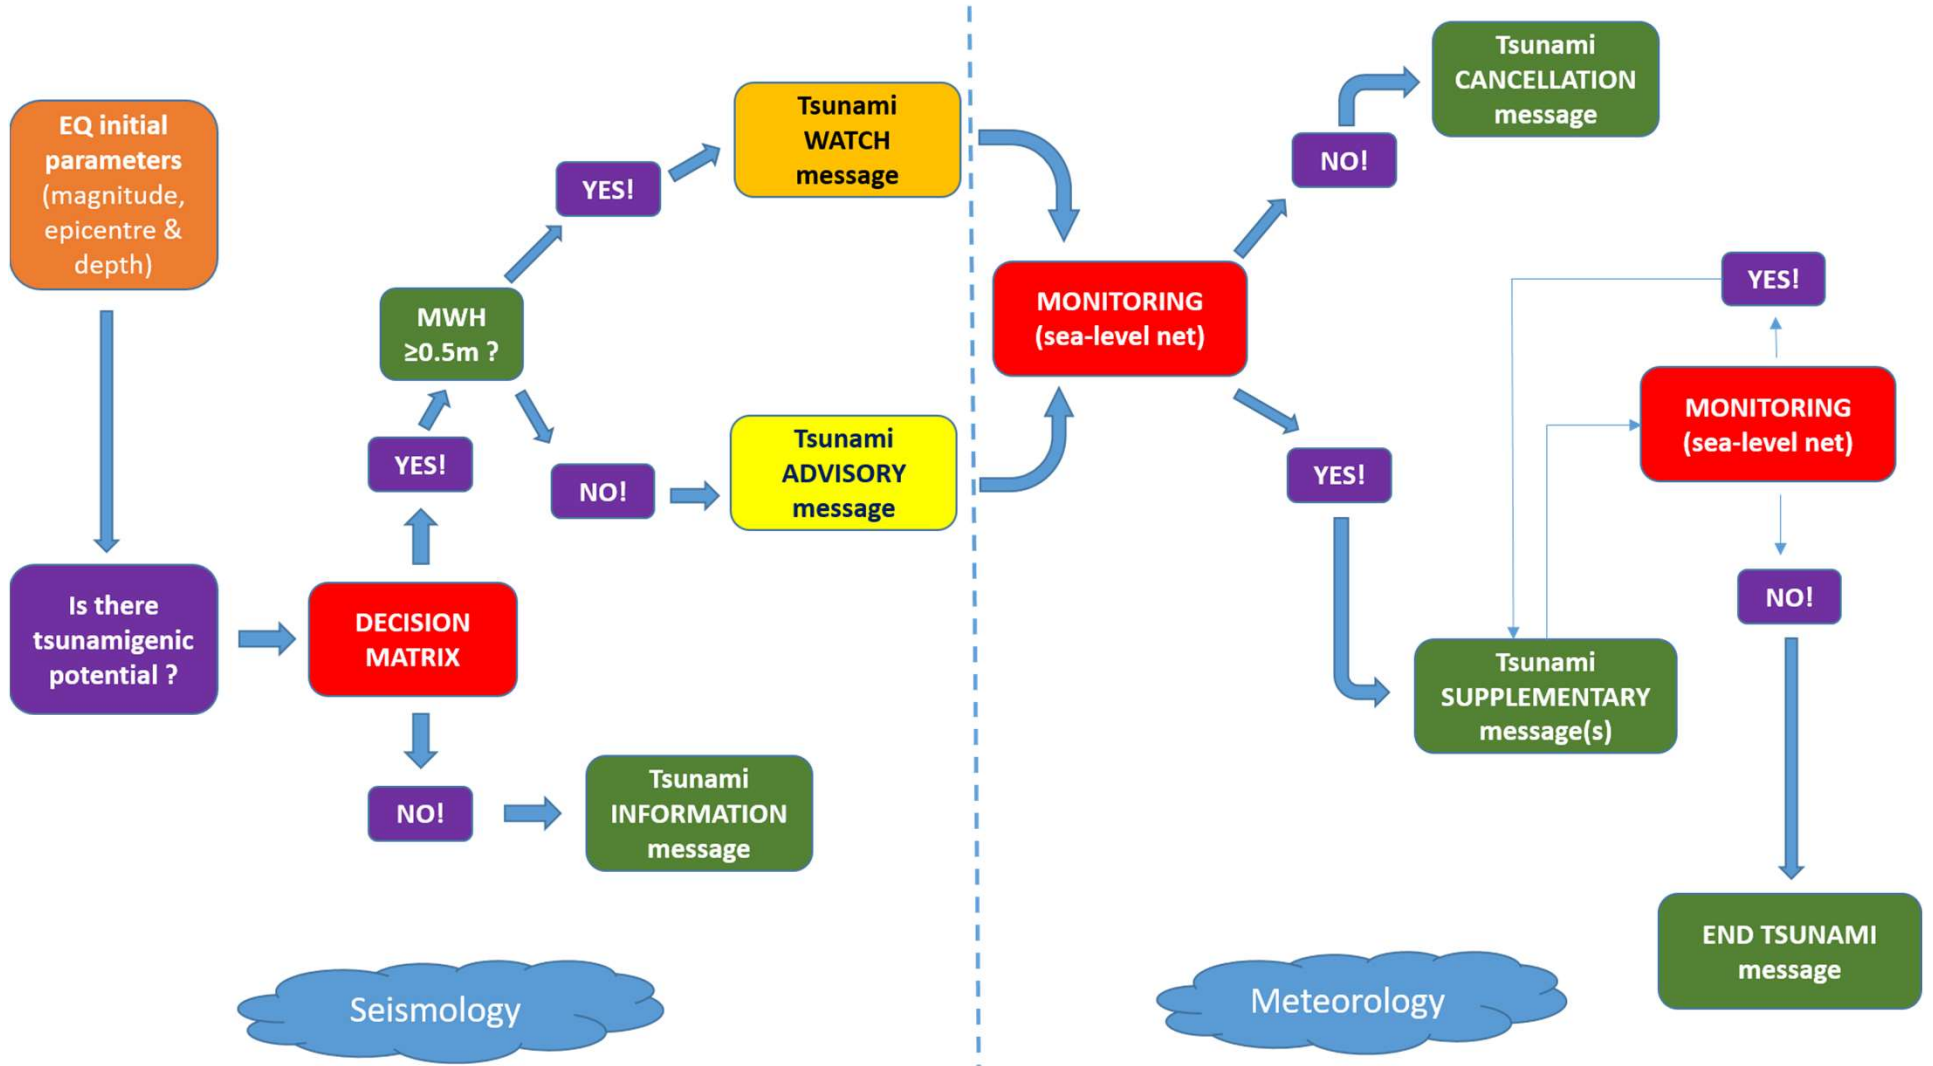 EQ initial
parameters
(magnitude,
epicentre &
depth)
Is there
tsunamigenic
potential ?
DECISION
MATRIX
YES!
MWH
≥0.5m ?
YES!
Tsunami
WATCH
message
NO!
Tsunami
ADVISORY
message
NO!
Tsunami
INFORMATION
message
Seismology
MONITORING
(sea-level net)
NO!
Tsunami
CANCELLATION
message
YES!
Tsunami
SUPPLEMENTARY
message(s)
YES!
MONITORING
(sea-level net)
NO!
END TSUNAMI
message
Meteorology